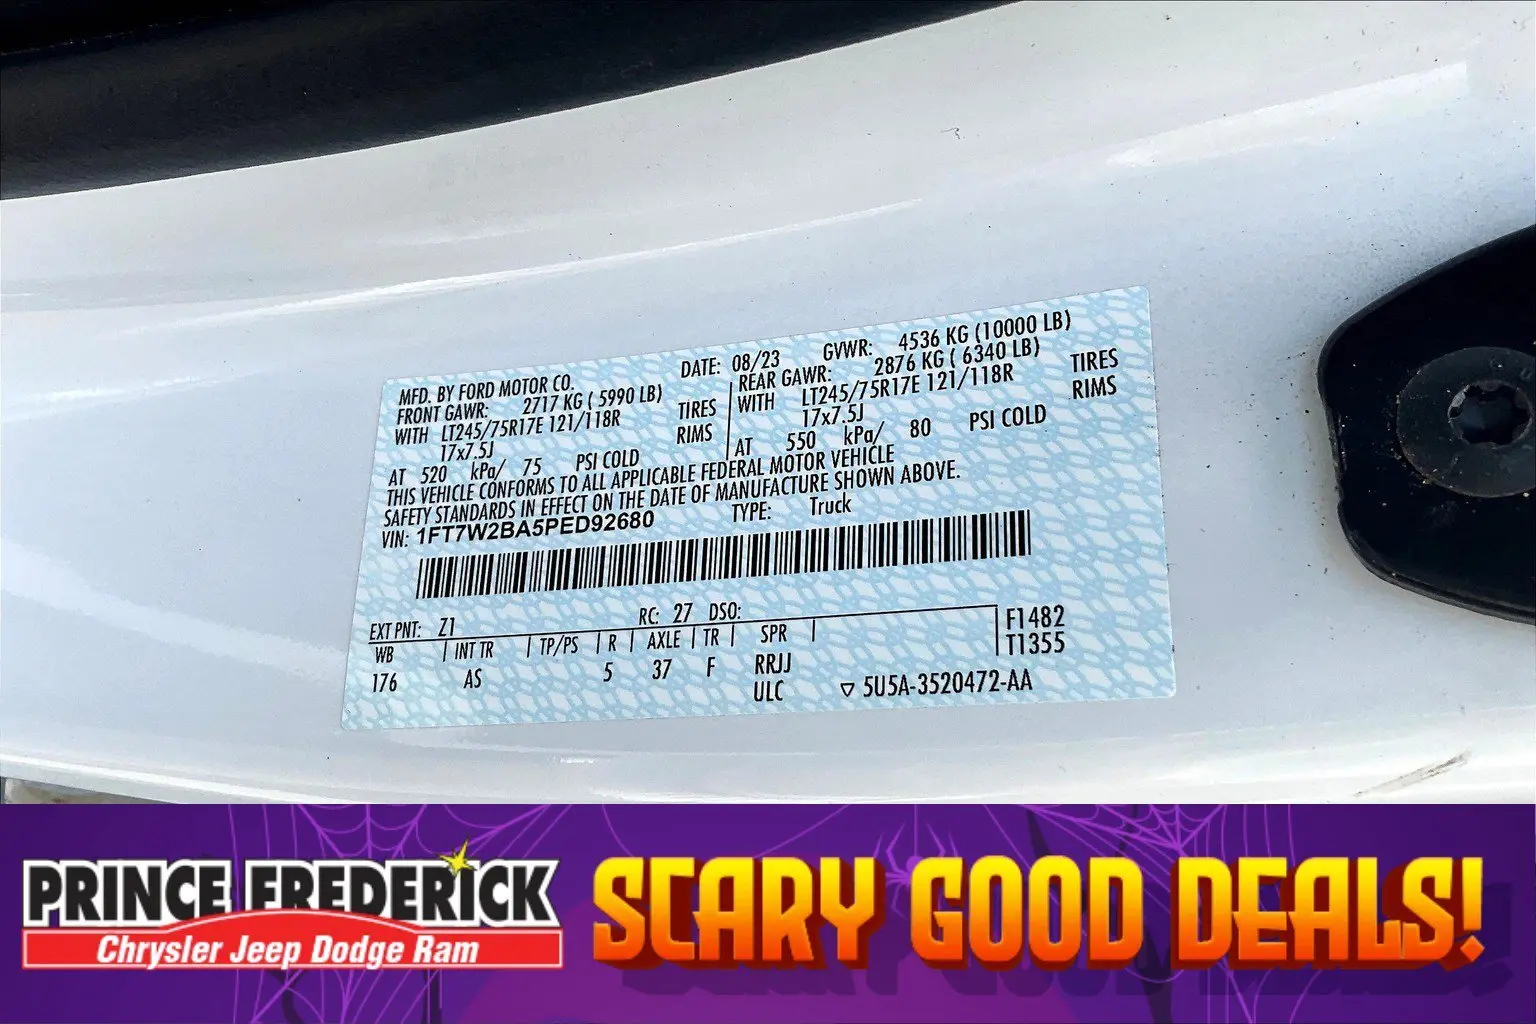 MFD. BY FORD MOTOR CO. DATE: 08/23 GVWR: 4536 KG (10000 LB)
FRONT GAWR: 2717 KG ( 5990 LB) REAR GAWR: 2876 KG ( 6340 LB)
WITH LT245/75R17E 121/118R TIRES WITH LT245/75R17E 121/118R TIRES
17x7.5J RIMS 17x7.5J RIMS
AT 520 kPa/ 75 PSI COLD AT 550 kPa/ 80 PSI COLD
THIS VEHICLE CONFORMS TO ALL APPLICABLE FEDERAL MOTOR VEHICLE
SAFETY STANDARDS IN EFFECT ON THE DATE OF MANUFACTURE SHOWN ABOVE.
VIN: 1FT7W2BA5PED92680 TYPE: Truck
EXT PNT: Z1 RC: 27 DSO:
WB | INT TR | TP/PS | R | AXLE | TR | SPR | F1482
176 AS 5 37 F RRJJ T1355
ULC ▽ 5U5A-3520472-AA
PRINCE FREDERICK
Chrysler Jeep Dodge Ram
SCARY GOOD DEALS!